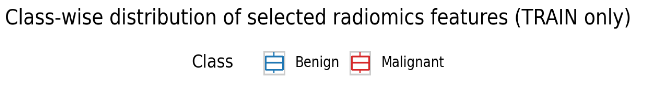 Class-wise distribution of selected radiomics features (TRAIN only)
Class Benign Malignant